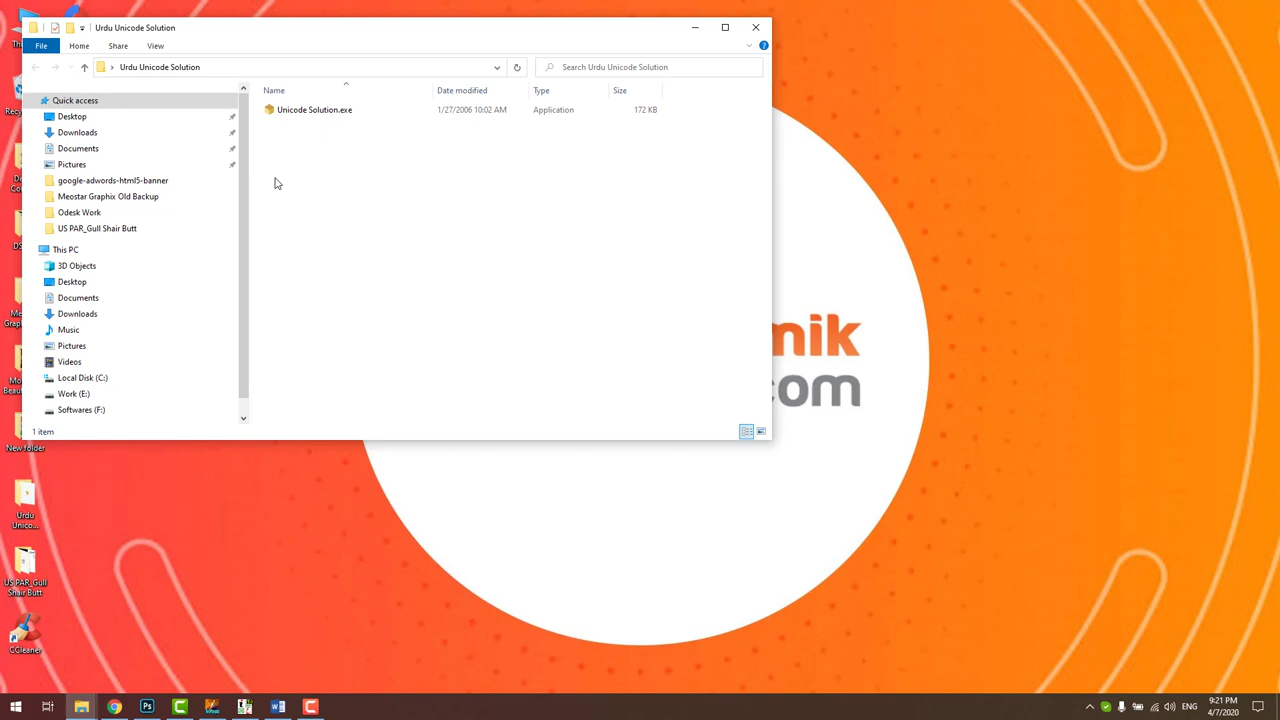 Urdu Unicode Solution
File Home Share View
Urdu Unicode Solution
Search Urdu Unicode Solution
Name Date modified Type Size
Unicode Solution.exe 1/27/2006 10:02 AM Application 172 KB
Quick access
Desktop
Downloads
Documents
Pictures
google-adwords-html5-banner
Meostar Graphix Old Backup
Odesk Work
US PAR_Gull Shair Butt
This PC
3D Objects
Desktop
Documents
Downloads
Music
Pictures
Videos
Local Disk (C:)
Work (E:)
Softwares (F:)
1 item
New folder
Urdu
Unico...
US PAR_Gull
Shair Butt
CCleaner
mik
com
Ps
W
ENG
9:21 PM
4/7/2020